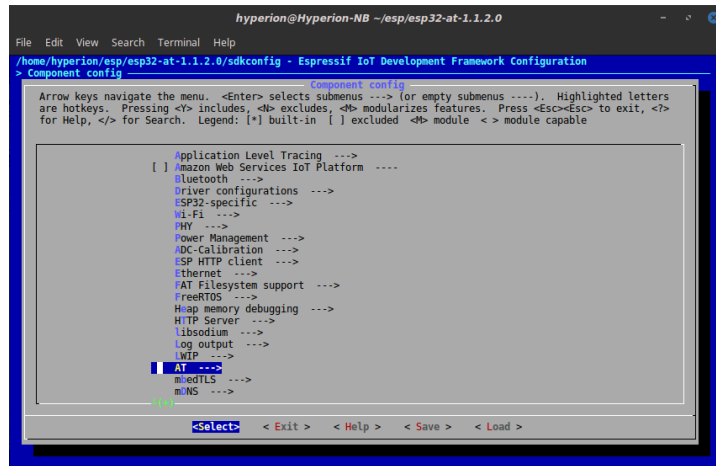 hyperion@Hyperion-NB ~/esp/esp32-at-1.1.2.0
File Edit View Search Terminal Help
/home/hyperion/esp/esp32-at-1.1.2.0/sdkconfig - Espressif IoT Development Framework Configuration
> Component config
Component config
Arrow keys navigate the menu. <Enter> selects submenus ---> (or empty submenus ----). Highlighted letters
are hotkeys. Pressing <Y> includes, <N> excludes, <M> modularizes features. Press <Esc><Esc> to exit, <?>
for Help, </> for Search. Legend: [*] built-in [ ] excluded <M> module < > module capable
Application Level Tracing --->
[ ] Amazon Web Services IoT Platform ----
Bluetooth --->
Driver configurations --->
ESP32-specific --->
Wi-Fi --->
PHY --->
Power Management --->
ADC-Calibration --->
ESP HTTP client --->
Ethernet --->
FAT Filesystem support --->
FreeRTOS --->
Heap memory debugging --->
HTTP Server --->
libsodium --->
Log output --->
LWIP --->
AT --->
mbedTLS --->
mDNS --->
(+)
<Select> < Exit > < Help > < Save > < Load >